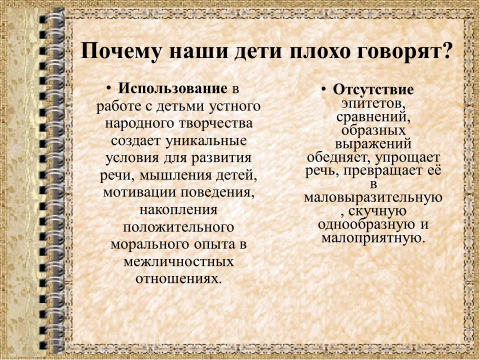 Почему наши дети плохо говорят?
• Использование в
работе с детьми устного
народного творчества
создает уникальные
условия для развития
речи, мышления детей,
мотивации поведения,
накопления
положительного
морального опыта в
межличностных
отношениях.
• Отсутствие
эпитетов,
сравнений,
образных
выражений
обедняет, упрощает
речь, превращает её
в
маловыразительную
, скучную
однообразную и
малоприятную.